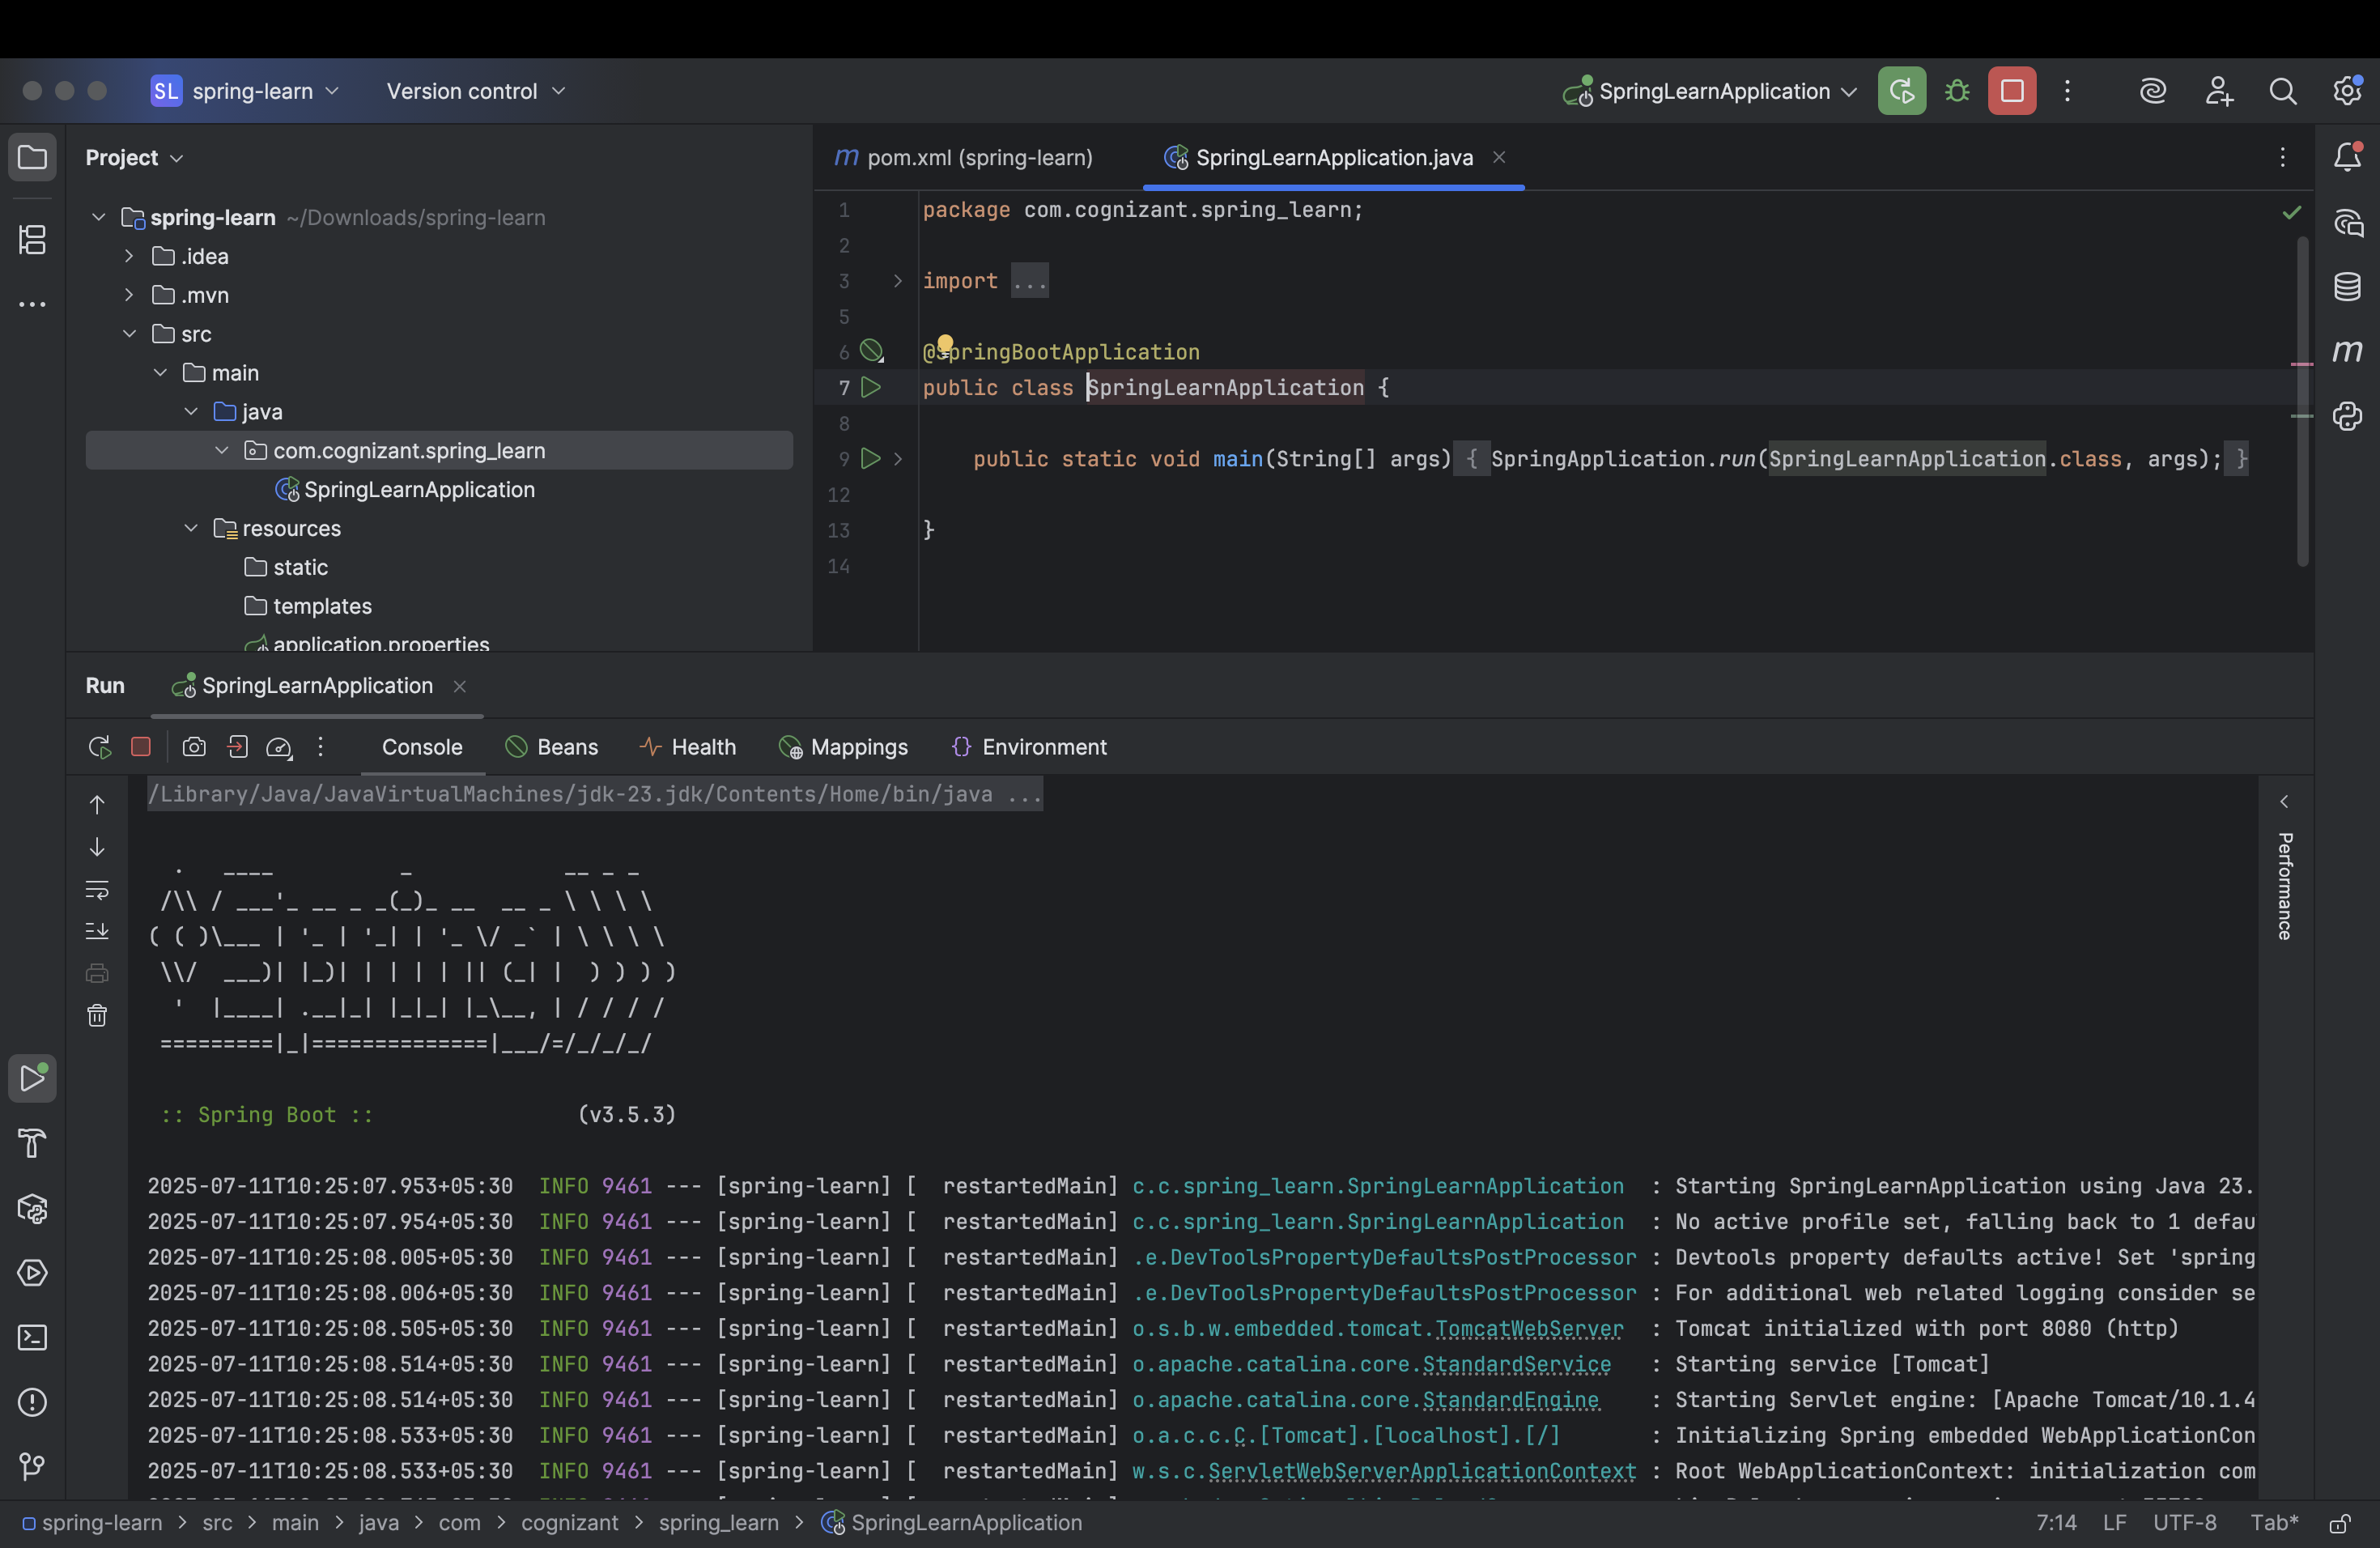 SL spring-learn Version control SpringLearnApplication
Project
spring-learn ~/Downloads/spring-learn
.idea
.mvn
src
main
java
com.cognizant.spring_learn
SpringLearnApplication
resources
static
templates
application.properties
m pom.xml (spring-learn) SpringLearnApplication.java
1 package com.cognizant.spring_learn;
2
3 import ...
5
6 @SpringBootApplication
7 public class SpringLearnApplication {
8
9 public static void main(String[] args) { SpringApplication.run(SpringLearnApplication.class, args); }
12
13 }
14
m
Run SpringLearnApplication
Console Beans Health Mappings Environment
/Library/Java/JavaVirtualMachines/jdk-23.jdk/Contents/Home/bin/java ...
  .   ____          _            __ _ _
 /\\ / ___'_ __ _ _(_)_ __  __ _ \ \ \ \
( ( )\___ | '_ | '_| | '_ \/ _` | \ \ \ \
 \\/  ___)| |_)| | | | | || (_| |  ) ) ) )
  '  |____| .__|_| |_|_| |_\__, | / / / /
 =========|_|==============|___/=/_/_/_/
:: Spring Boot :: (v3.5.3)
2025-07-11T10:25:07.953+05:30 INFO 9461 --- [spring-learn] [ restartedMain] c.c.spring_learn.SpringLearnApplication : Starting SpringLearnApplication using Java 23.
2025-07-11T10:25:07.954+05:30 INFO 9461 --- [spring-learn] [ restartedMain] c.c.spring_learn.SpringLearnApplication : No active profile set, falling back to 1 defau
2025-07-11T10:25:08.005+05:30 INFO 9461 --- [spring-learn] [ restartedMain] .e.DevToolsPropertyDefaultsPostProcessor : Devtools property defaults active! Set 'spring
2025-07-11T10:25:08.006+05:30 INFO 9461 --- [spring-learn] [ restartedMain] .e.DevToolsPropertyDefaultsPostProcessor : For additional web related logging consider se
2025-07-11T10:25:08.505+05:30 INFO 9461 --- [spring-learn] [ restartedMain] o.s.b.w.embedded.tomcat.TomcatWebServer : Tomcat initialized with port 8080 (http)
2025-07-11T10:25:08.514+05:30 INFO 9461 --- [spring-learn] [ restartedMain] o.apache.catalina.core.StandardService : Starting service [Tomcat]
2025-07-11T10:25:08.514+05:30 INFO 9461 --- [spring-learn] [ restartedMain] o.apache.catalina.core.StandardEngine : Starting Servlet engine: [Apache Tomcat/10.1.4
2025-07-11T10:25:08.533+05:30 INFO 9461 --- [spring-learn] [ restartedMain] o.a.c.c.C.[Tomcat].[localhost].[/] : Initializing Spring embedded WebApplicationCon
2025-07-11T10:25:08.533+05:30 INFO 9461 --- [spring-learn] [ restartedMain] w.s.c.ServletWebServerApplicationContext : Root WebApplicationContext: initialization com
Performance
spring-learn > src > main > java > com > cognizant > spring_learn > SpringLearnApplication 7:14 LF UTF-8 Tab*